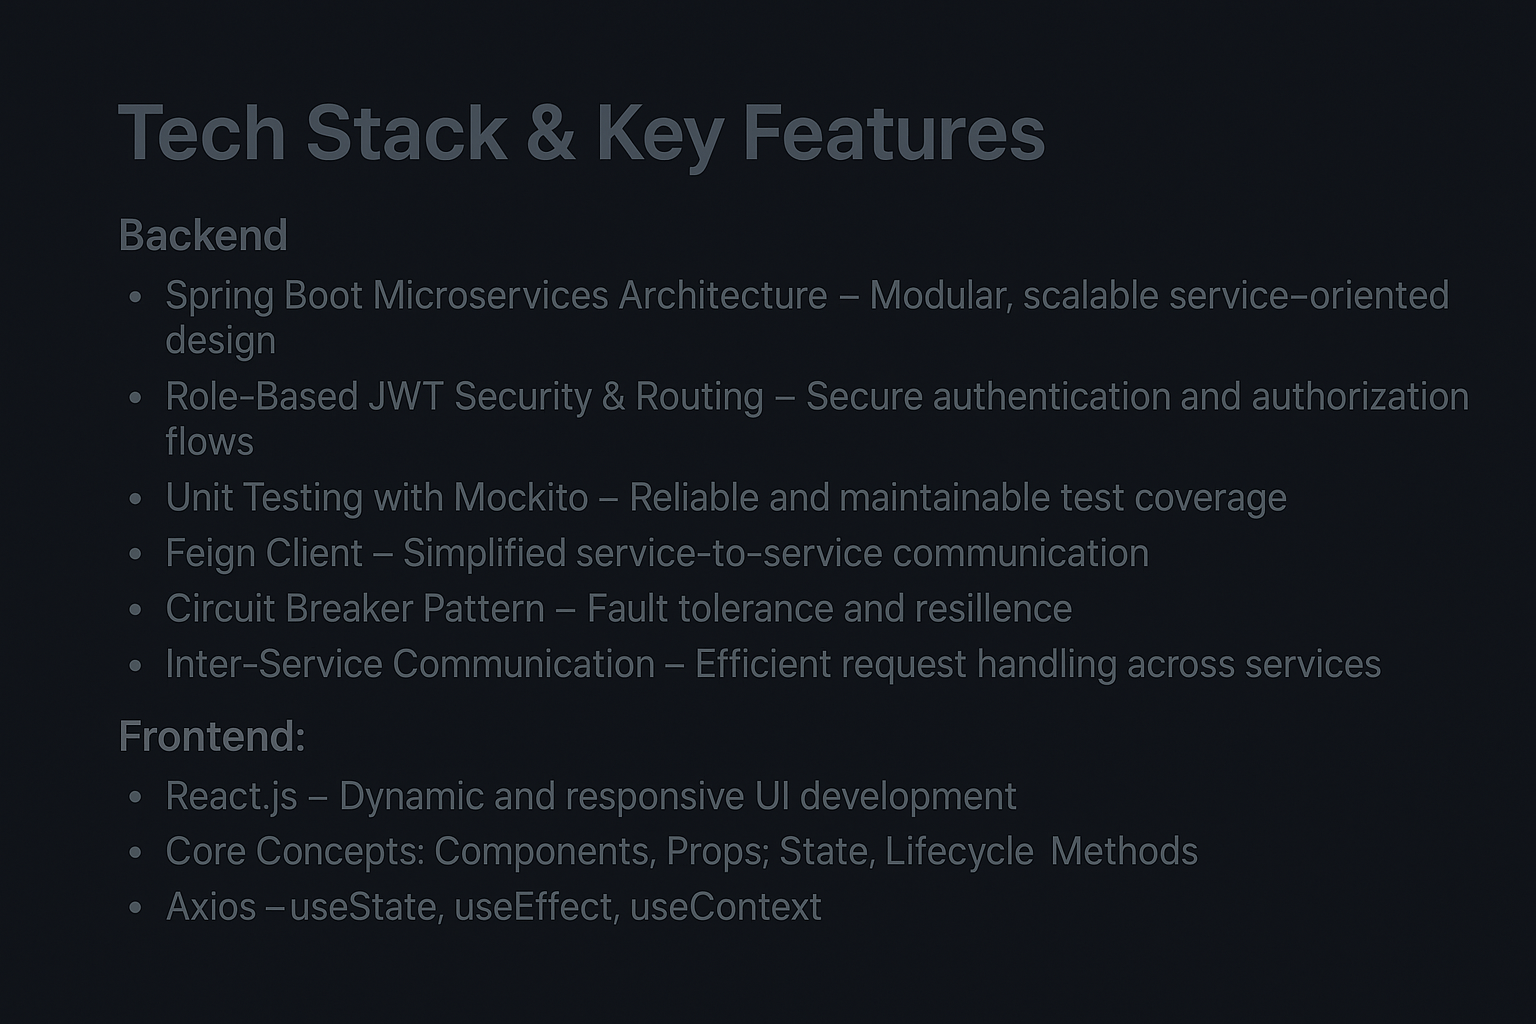 Tech Stack & Key Features
Backend
• Spring Boot Microservices Architecture – Modular, scalable service-oriented
design
• Role-Based JWT Security & Routing – Secure authentication and authorization
flows
• Unit Testing with Mockito – Reliable and maintainable test coverage
• Feign Client – Simplified service-to-service communication
• Circuit Breaker Pattern – Fault tolerance and resillence
• Inter-Service Communication – Efficient request handling across services
Frontend:
• React.js – Dynamic and responsive UI development
• Core Concepts: Components, Props; State, Lifecycle Methods
• Axios –useState, useEffect, useContext